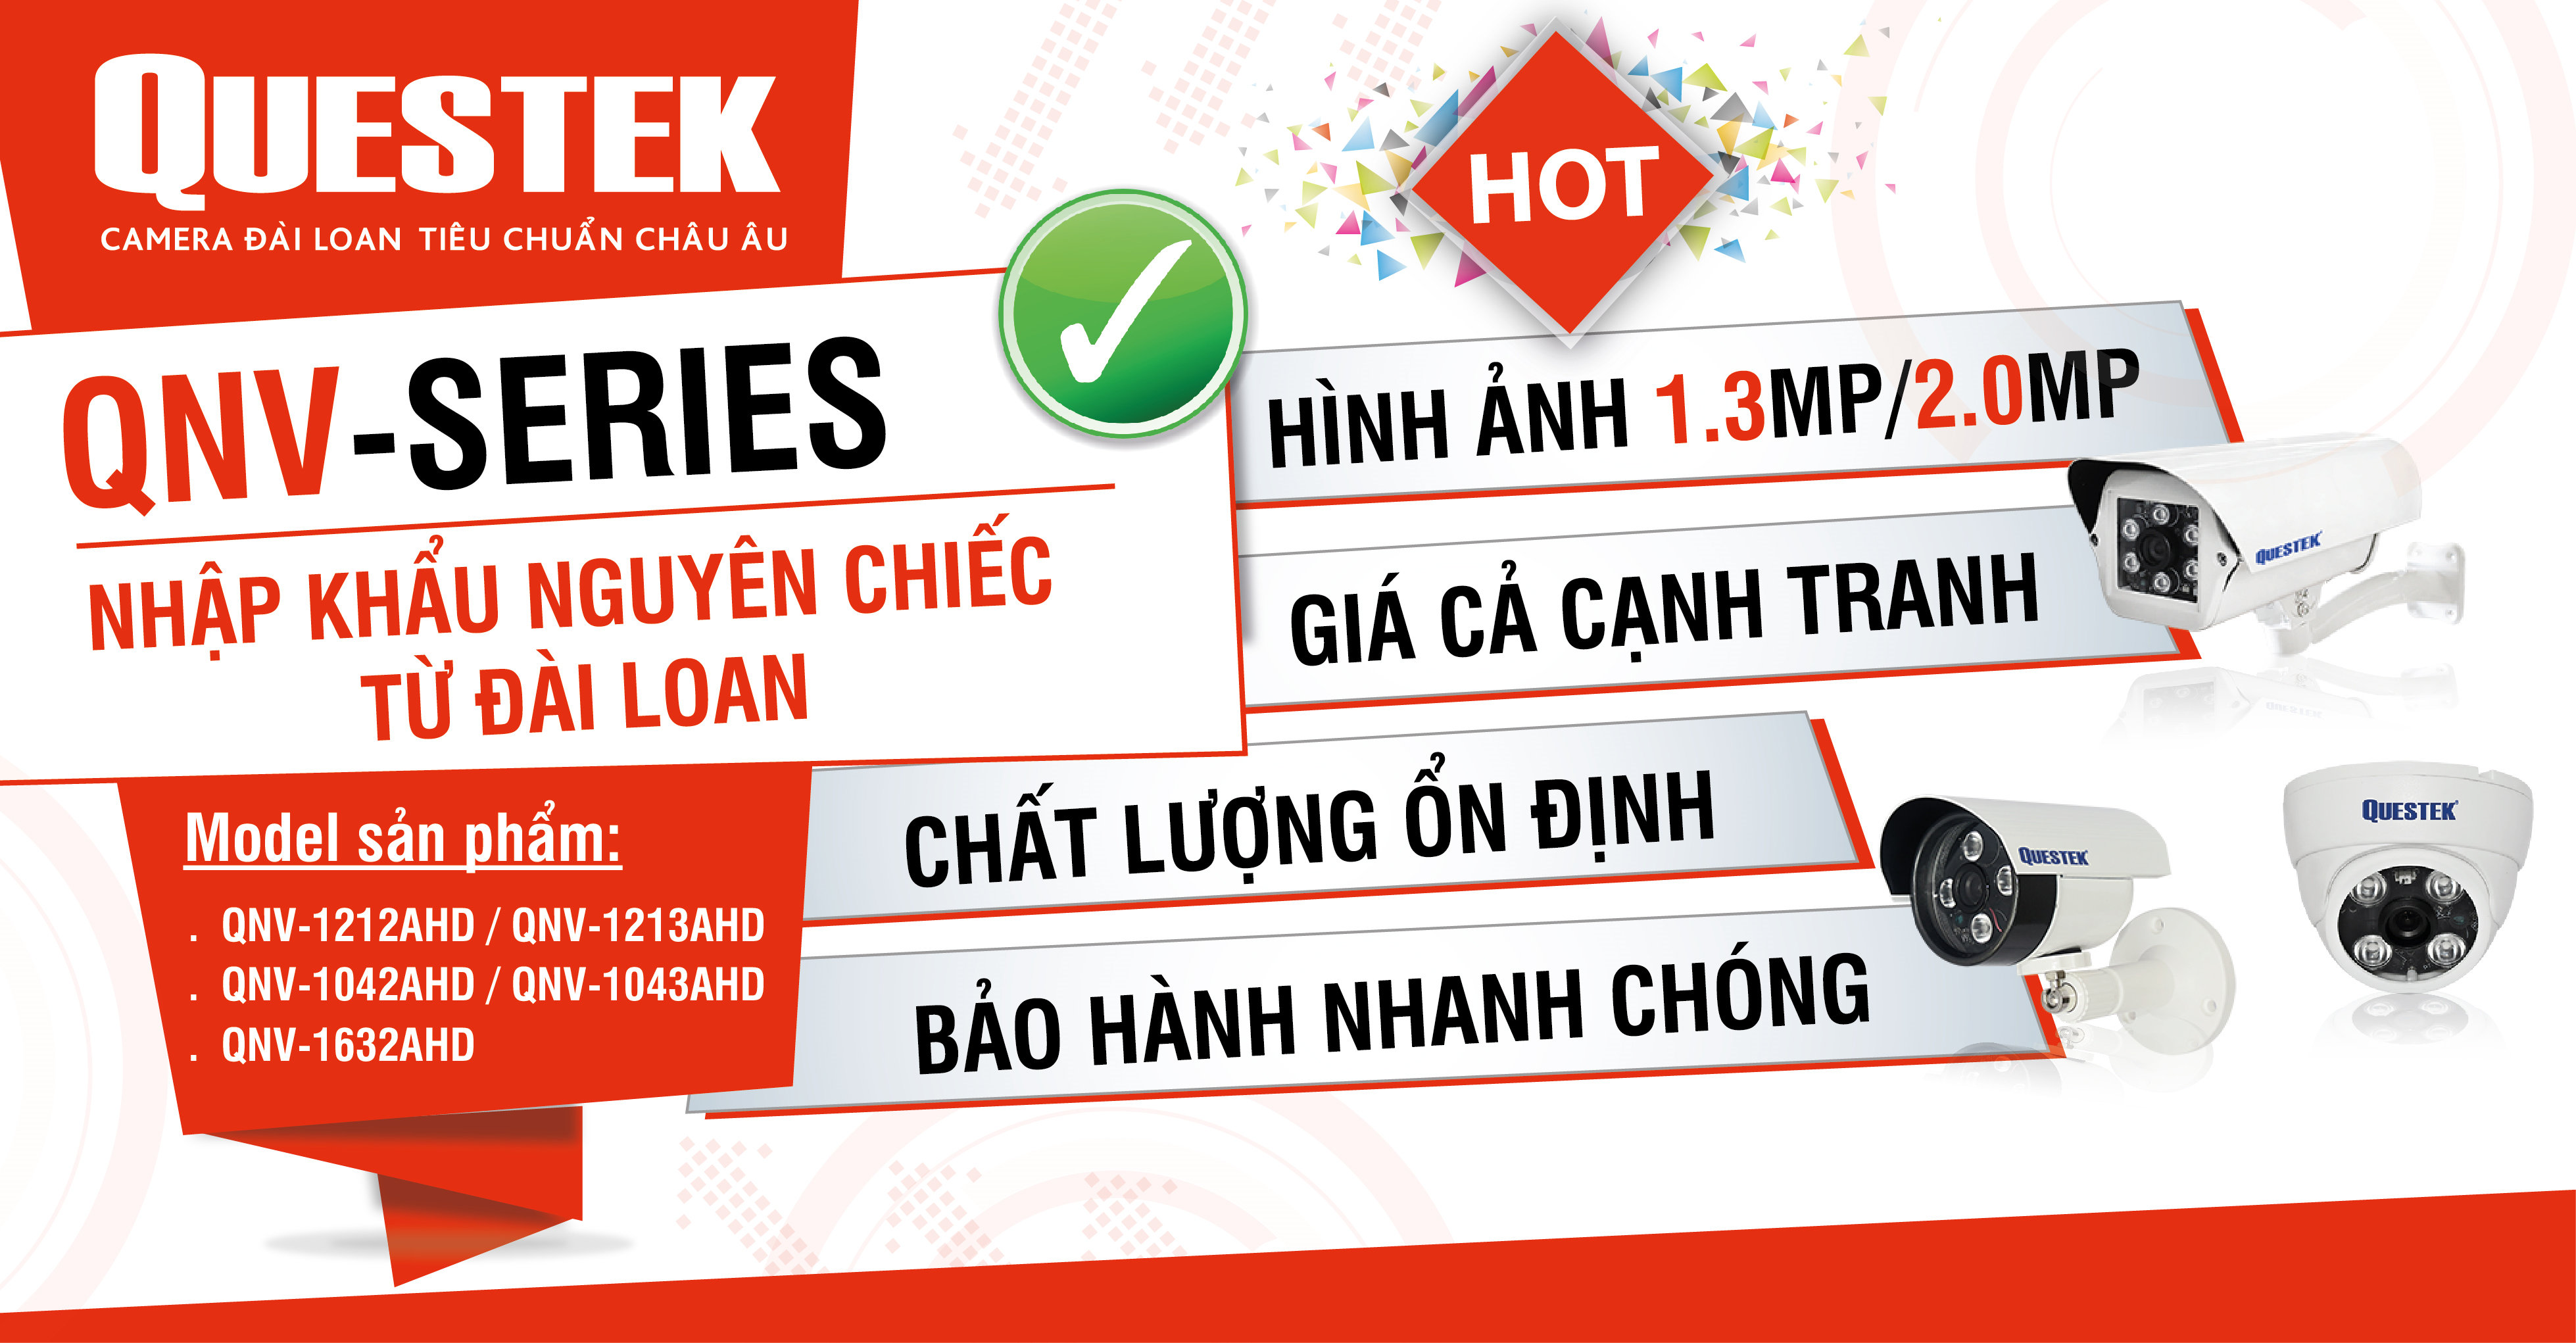 QUESTEK
CAMERA ĐÀI LOAN TIÊU CHUẨN CHÂU ÂU
HOT
QNV-SERIES
NHẬP KHẨU NGUYÊN CHIẾC
TỪ ĐÀI LOAN
HÌNH ẢNH 1.3MP/2.0MP
GIÁ CẢ CẠNH TRANH
CHẤT LƯỢNG ỔN ĐỊNH
BẢO HÀNH NHANH CHÓNG
Model sản phẩm:
. QNV-1212AHD / QNV-1213AHD
. QNV-1042AHD / QNV-1043AHD
. QNV-1632AHD
QUESTEK
QUESTEK
QUESTEK